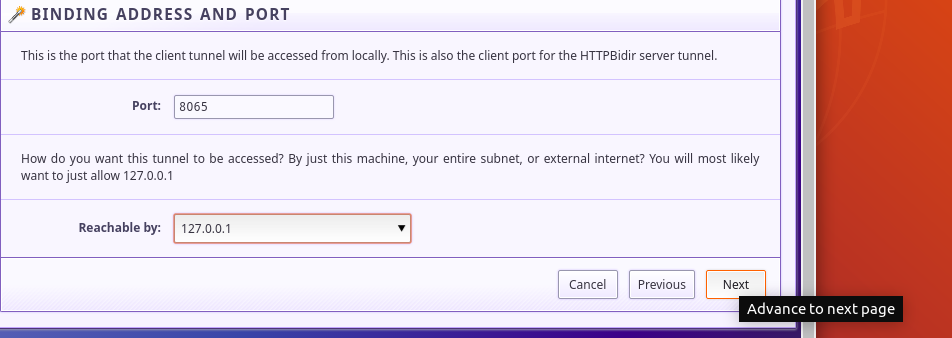 BINDING ADDRESS AND PORT
This is the port that the client tunnel will be accessed from locally. This is also the client port for the HTTPBidir server tunnel.
Port: 8065
How do you want this tunnel to be accessed? By just this machine, your entire subnet, or external internet? You will most likely
want to just allow 127.0.0.1
Reachable by: 127.0.0.1
Cancel Previous Next
Advance to next page